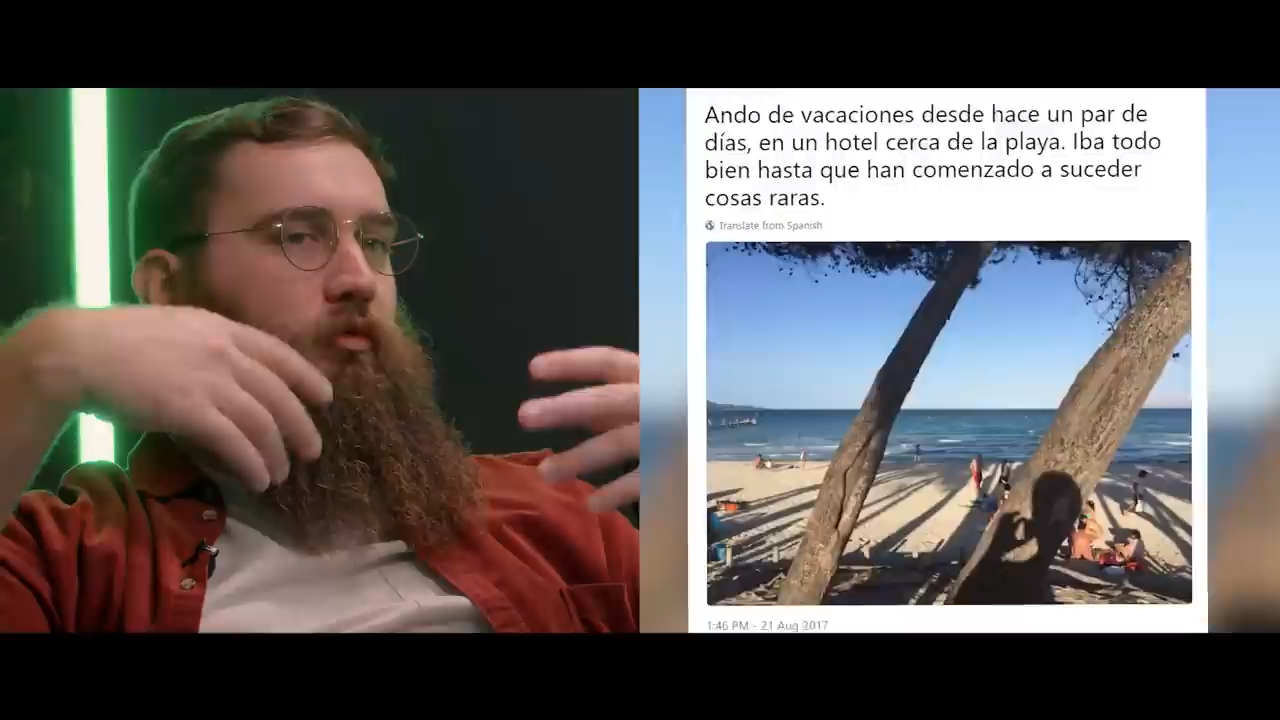 Ando de vacaciones desde hace un par de
días, en un hotel cerca de la playa. Iba todo
bien hasta que han comenzado a suceder
cosas raras.
Translate from Spanish
1:46 PM - 21 Aug 2017